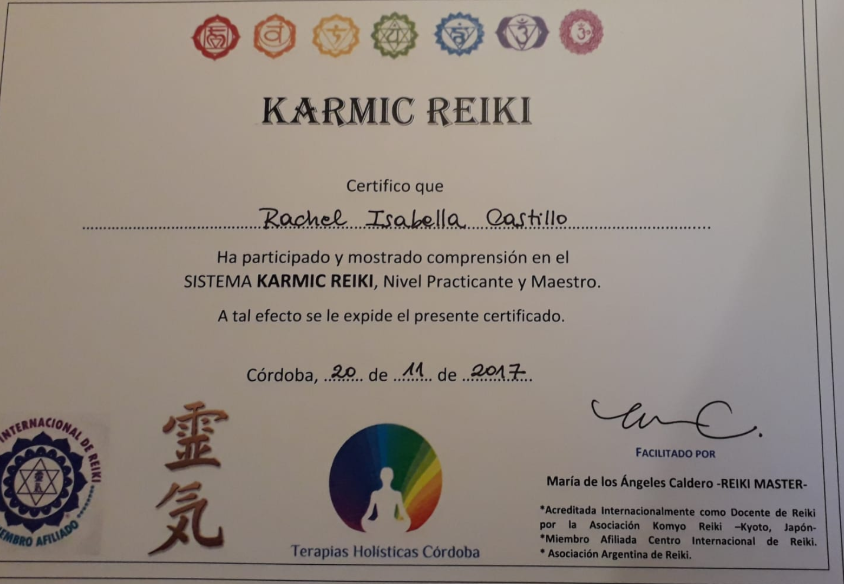 KARMIC REIKI
Certifico que
Rachel Isabella Castillo
Ha participado y mostrado comprensión en el
SISTEMA KARMIC REIKI, Nivel Practicante y Maestro.
A tal efecto se le expide el presente certificado.
Córdoba, 20 de 11 de 2017.
INTERNACIONAL DE REIKI
AFILIADO
靈
気
Terapias Holísticas Córdoba
FACILITADO POR
María de los Ángeles Caldero -REIKI MASTER-
*Acreditada Internacionalmente como Docente de Reiki
por la Asociación Komyo Reiki –Kyoto, Japón-
*Miembro Afiliada Centro Internacional de Reiki.
* Asociación Argentina de Reiki.